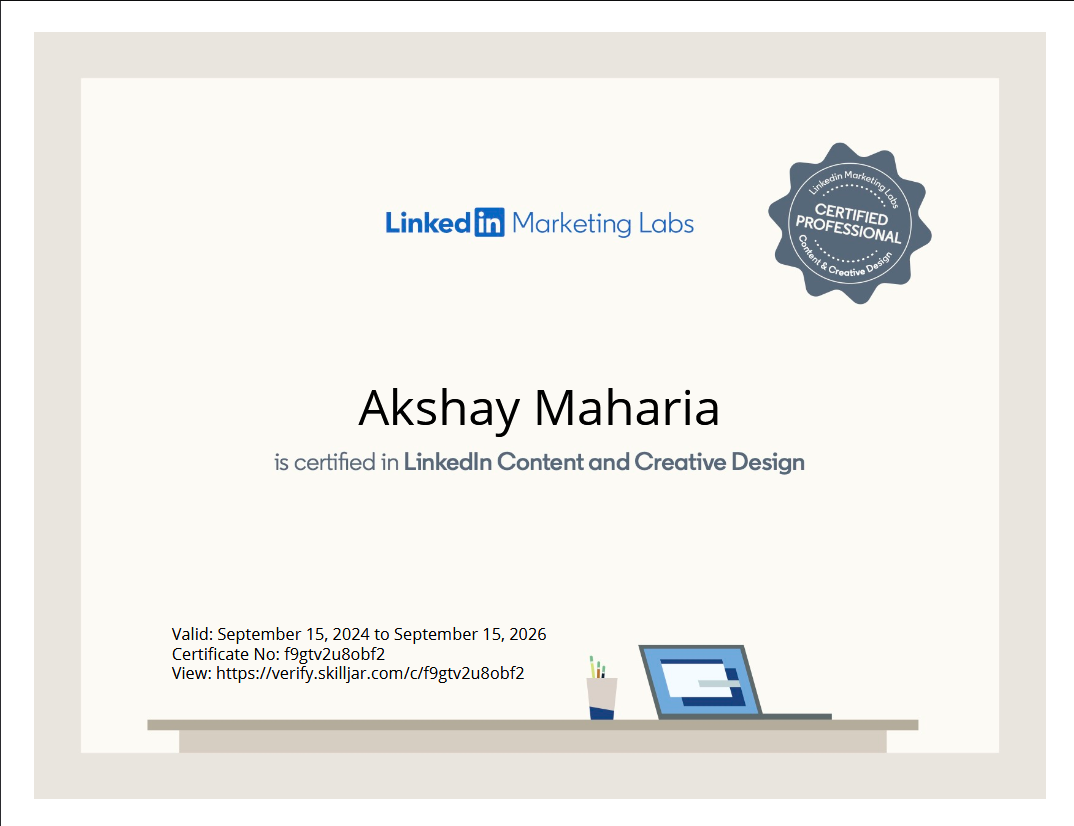 Linkedin Marketing Labs
Linkedin Marketing Labs
CERTIFIED
PROFESSIONAL
Content & Creative Design
Akshay Maharia
is certified in LinkedIn Content and Creative Design
Valid: September 15, 2024 to September 15, 2026
Certificate No: f9gtv2u8obf2
View: https://verify.skilljar.com/c/f9gtv2u8obf2